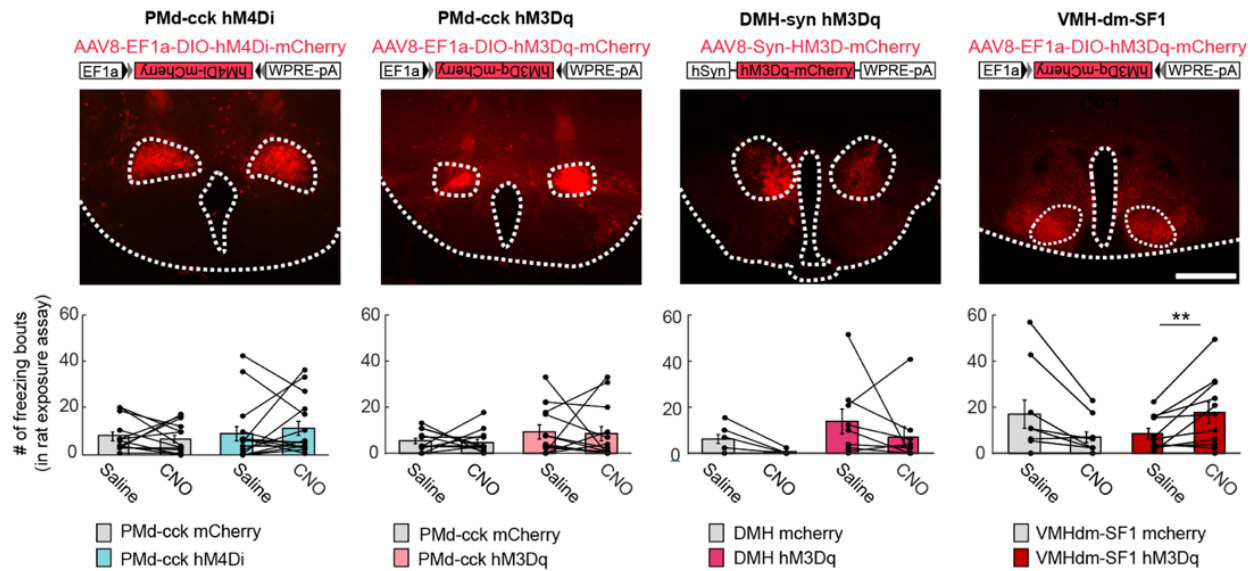 PMd-cck hM4Di
AAV8-EF1a-DIO-hM4Di-mCherry
EF1a hM4Di-mCherry WPRE-pA
PMd-cck hM3Dq
AAV8-EF1a-DIO-hM3Dq-mCherry
EF1a hM3Dq-mCherry WPRE-pA
DMH-syn hM3Dq
AAV8-Syn-HM3D-mCherry
hSyn hM3Dq-mCherry WPRE-pA
VMH-dm-SF1
AAV8-EF1a-DIO-hM3Dq-mCherry
EF1a hM3Dq-mCherry WPRE-pA
# of freezing bouts
(in rat exposure assay)
60
40
20
0
Saline CNO Saline CNO
PMd-cck mCherry
PMd-cck hM4Di
60
40
20
0
Saline CNO Saline CNO
PMd-cck mCherry
PMd-cck hM3Dq
60
40
20
0
Saline CNO Saline CNO
DMH mcherry
DMH hM3Dq
60
40
20
0
**
Saline CNO Saline CNO
VMHdm-SF1 mcherry
VMHdm-SF1 hM3Dq